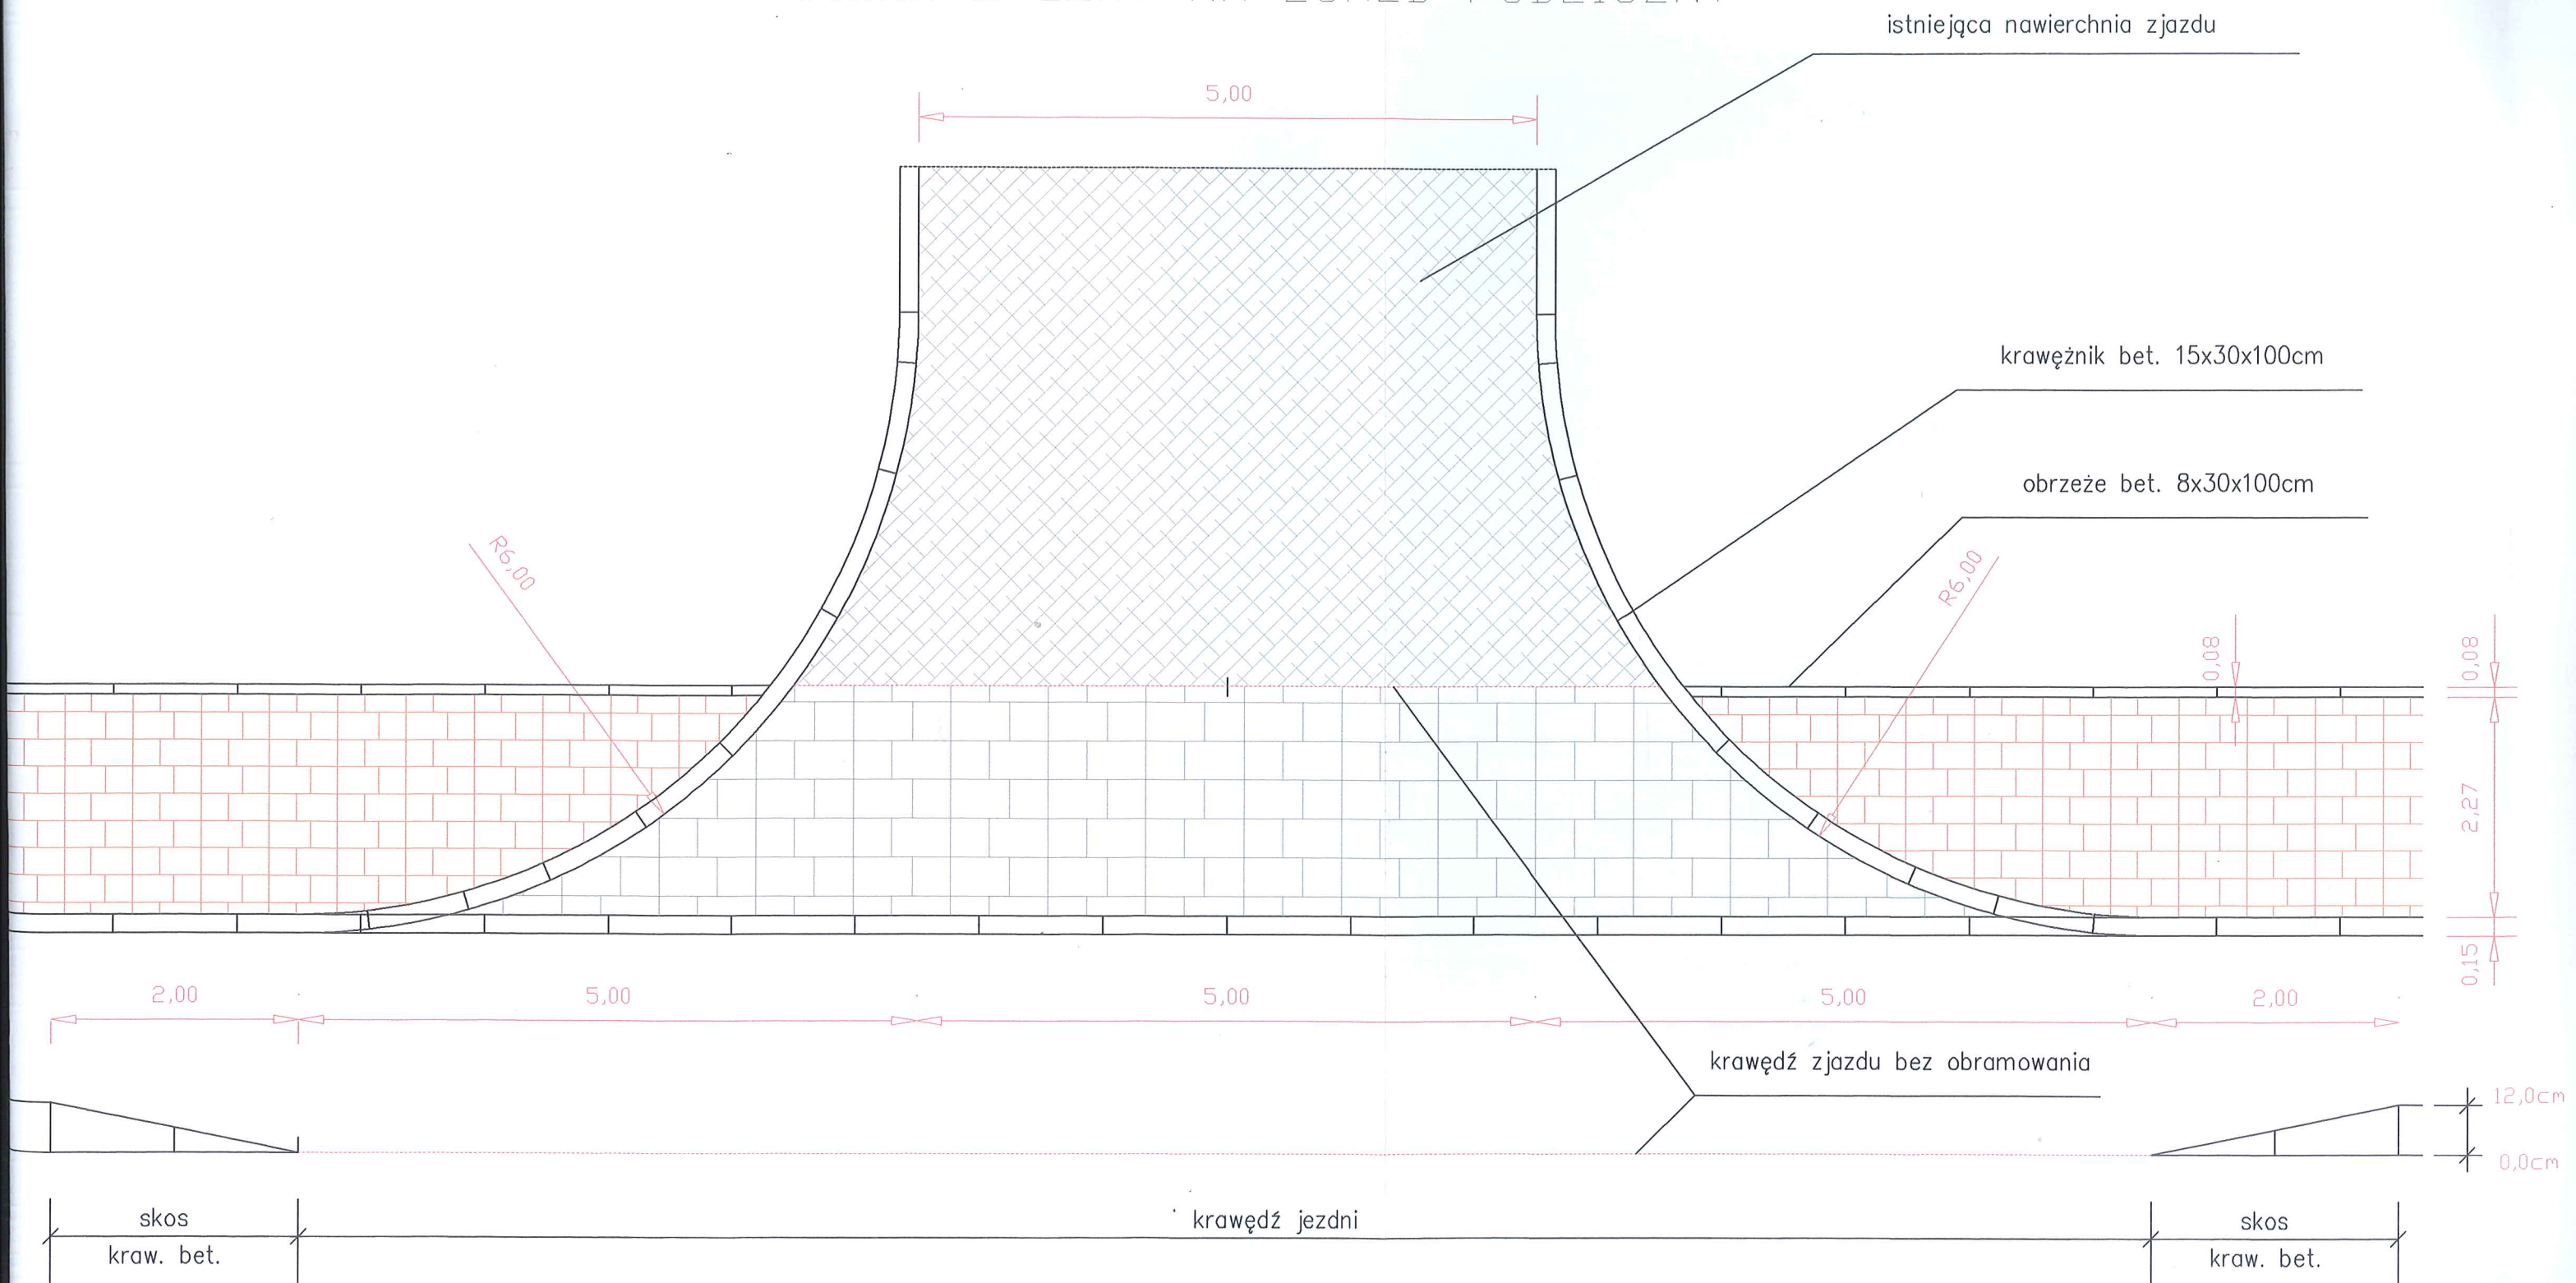 istniejąca nawierzchnia zjazdu
5,00
krawężnik bet. 15x30x100cm
obrzeże bet. 8x30x100cm
R6,00
R6,00
0,08
0,08
2,27
0,15
2,00
5,00
5,00
5,00
2,00
krawędź zjazdu bez obramowania
12,0cm
0,0cm
skos
kraw. bet.
krawędź jezdni
skos
kraw. bet.